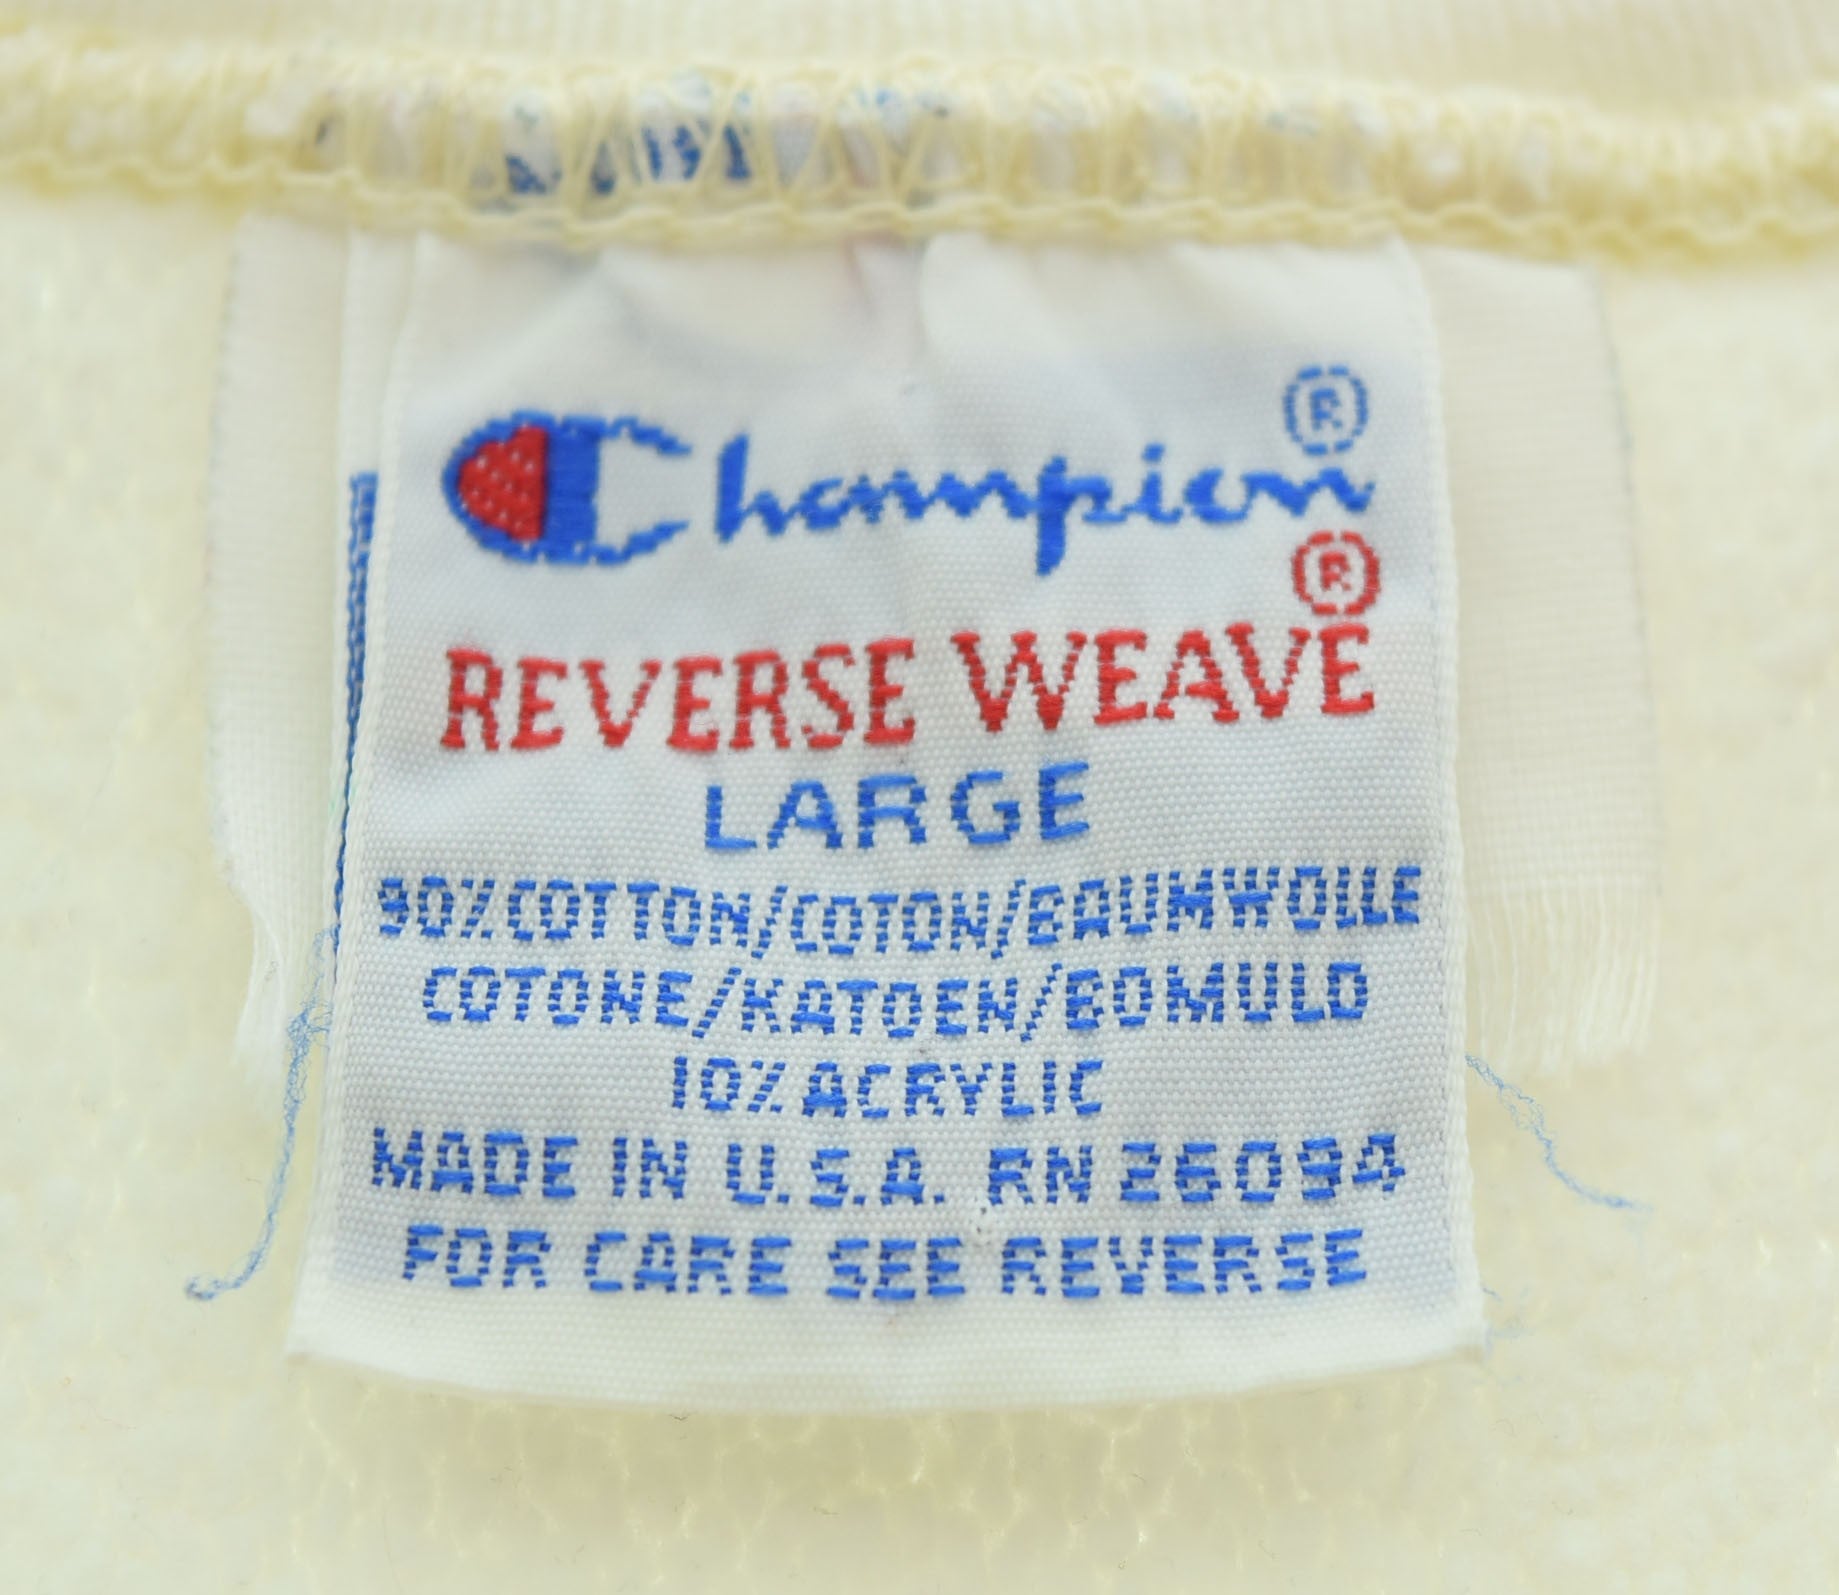 Champion®
REVERSE WEAVE®
LARGE
90% COTTON/COTON/BAUMWOLLE
COTONE/KATOEN/BOMULD
10% ACRYLIC
MADE IN U.S.A. RN 26094
FOR CARE SEE REVERSE